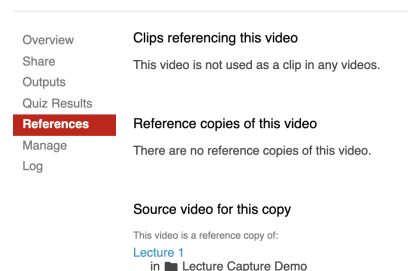 Overview
Share
Outputs
Quiz Results
References
Manage
Log
Clips referencing this video
This video is not used as a clip in any videos.
Reference copies of this video
There are no reference copies of this video.
Source video for this copy
This video is a reference copy of:
Lecture 1
in Lecture Capture Demo